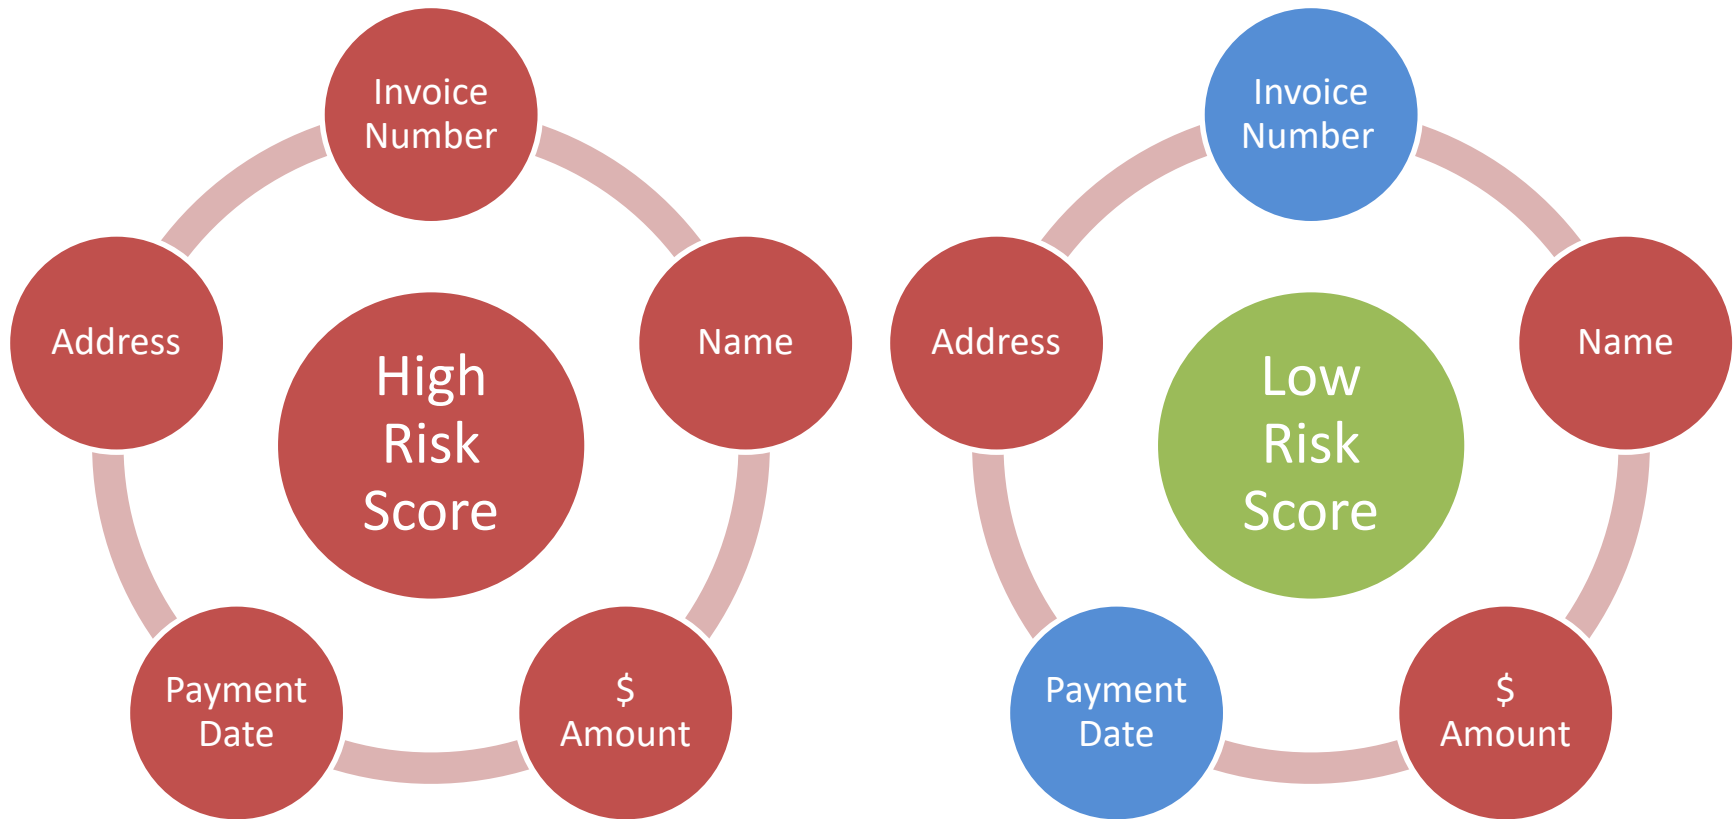 Invoice
Number
Name
$
Amount
Payment
Date
Address
High
Risk
Score
Invoice
Number
Name
$
Amount
Payment
Date
Address
Low
Risk
Score